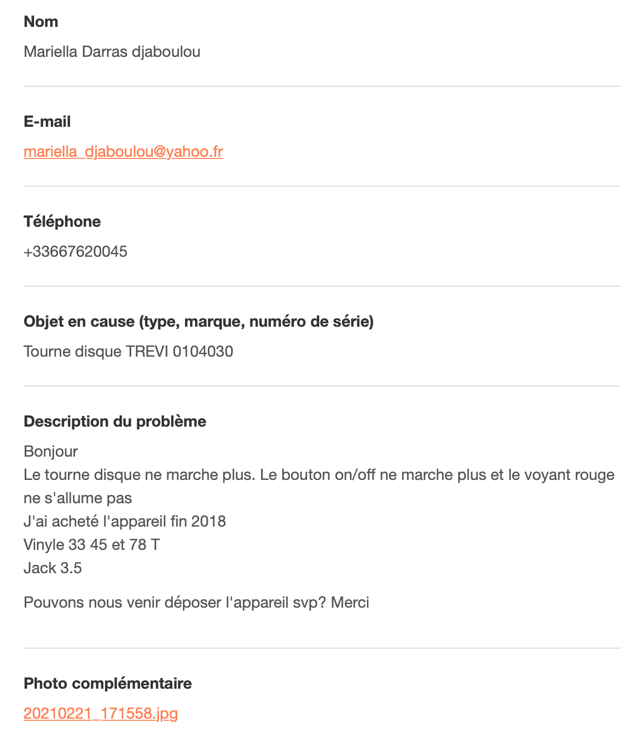 Nom
Mariella Darras djaboulou
E-mail
mariella_djaboulou@yahoo.fr
Téléphone
+33667620045
Objet en cause (type, marque, numéro de série)
Tourne disque TREVI 0104030
Description du problème
Bonjour
Le tourne disque ne marche plus. Le bouton on/off ne marche plus et le voyant rouge
ne s'allume pas
J'ai acheté l'appareil fin 2018
Vinyle 33 45 et 78 T
Jack 3.5
Pouvons nous venir déposer l'appareil svp? Merci
Photo complémentaire
20210221_171558.jpg